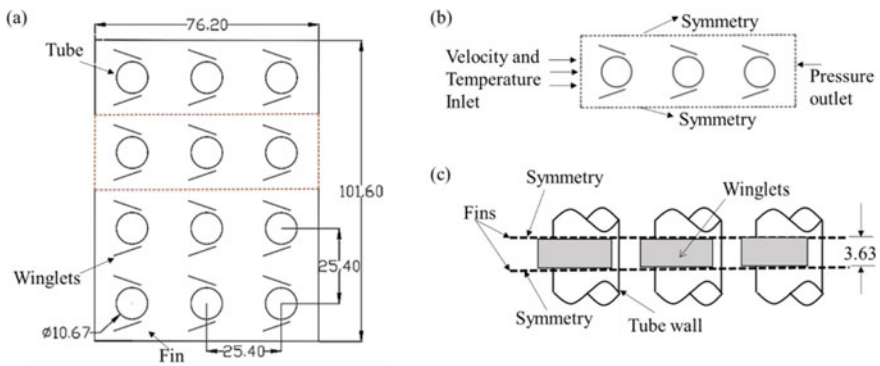 (a)
76.20
Tube
101.60
Winglets
25.40
Ø10.67
Fin
25.40
(b)
Symmetry
Velocity and
Temperature
Inlet
Pressure
outlet
Symmetry
(c)
Symmetry
Winglets
Fins
3.63
Symmetry
Tube wall